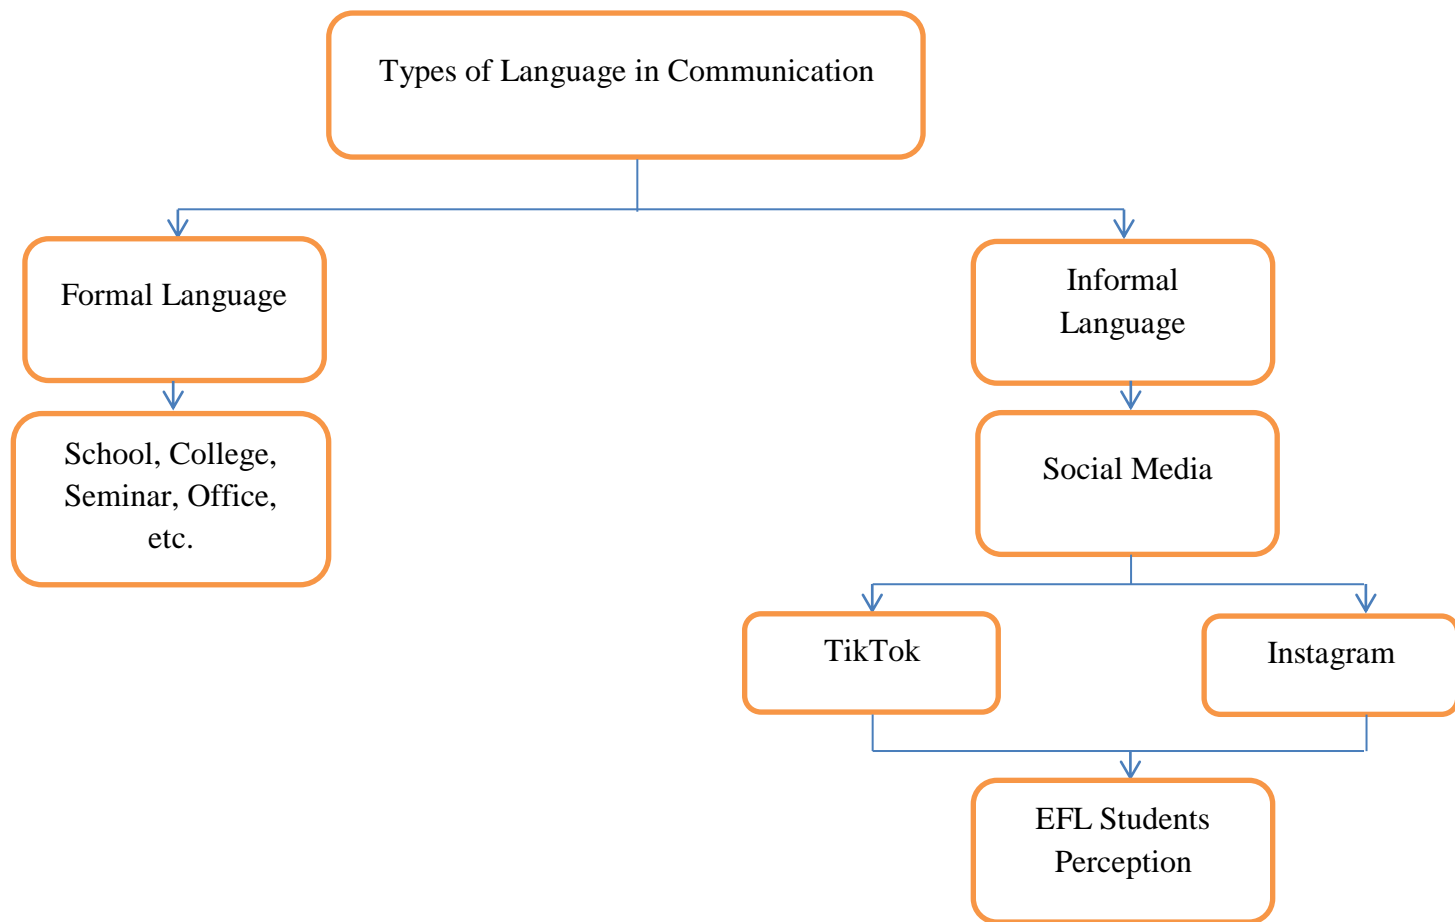 Types of Language in Communication
Formal Language
Informal
Language
School, College,
Seminar, Office,
etc.
Social Media
TikTok
Instagram
EFL Students
Perception